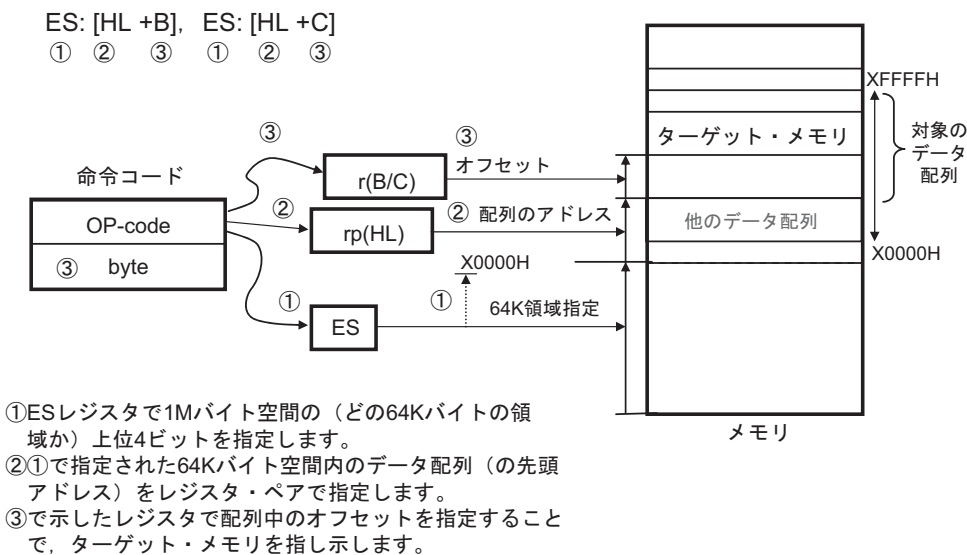 ES: [HL +B],  ES: [HL +C]
① ② ③ ① ② ③
XFFFFH
対象の
データ
配列
ターゲット・メモリ
③
③
オフセット
命令コード
r(B/C)
OP-code
②
② 配列のアドレス
他のデータ配列
rp(HL)
③ byte
X0000H
X0000H
①
①
64K領域指定
ES
メモリ
①ESレジスタで1Mバイト空間の（どの64Kバイトの領
域か）上位4ビットを指定します。
②①で指定された64Kバイト空間内のデータ配列（の先頭
アドレス）をレジスタ・ペアで指定します。
③で示したレジスタで配列中のオフセットを指定すること
で，ターゲット・メモリを指し示します。